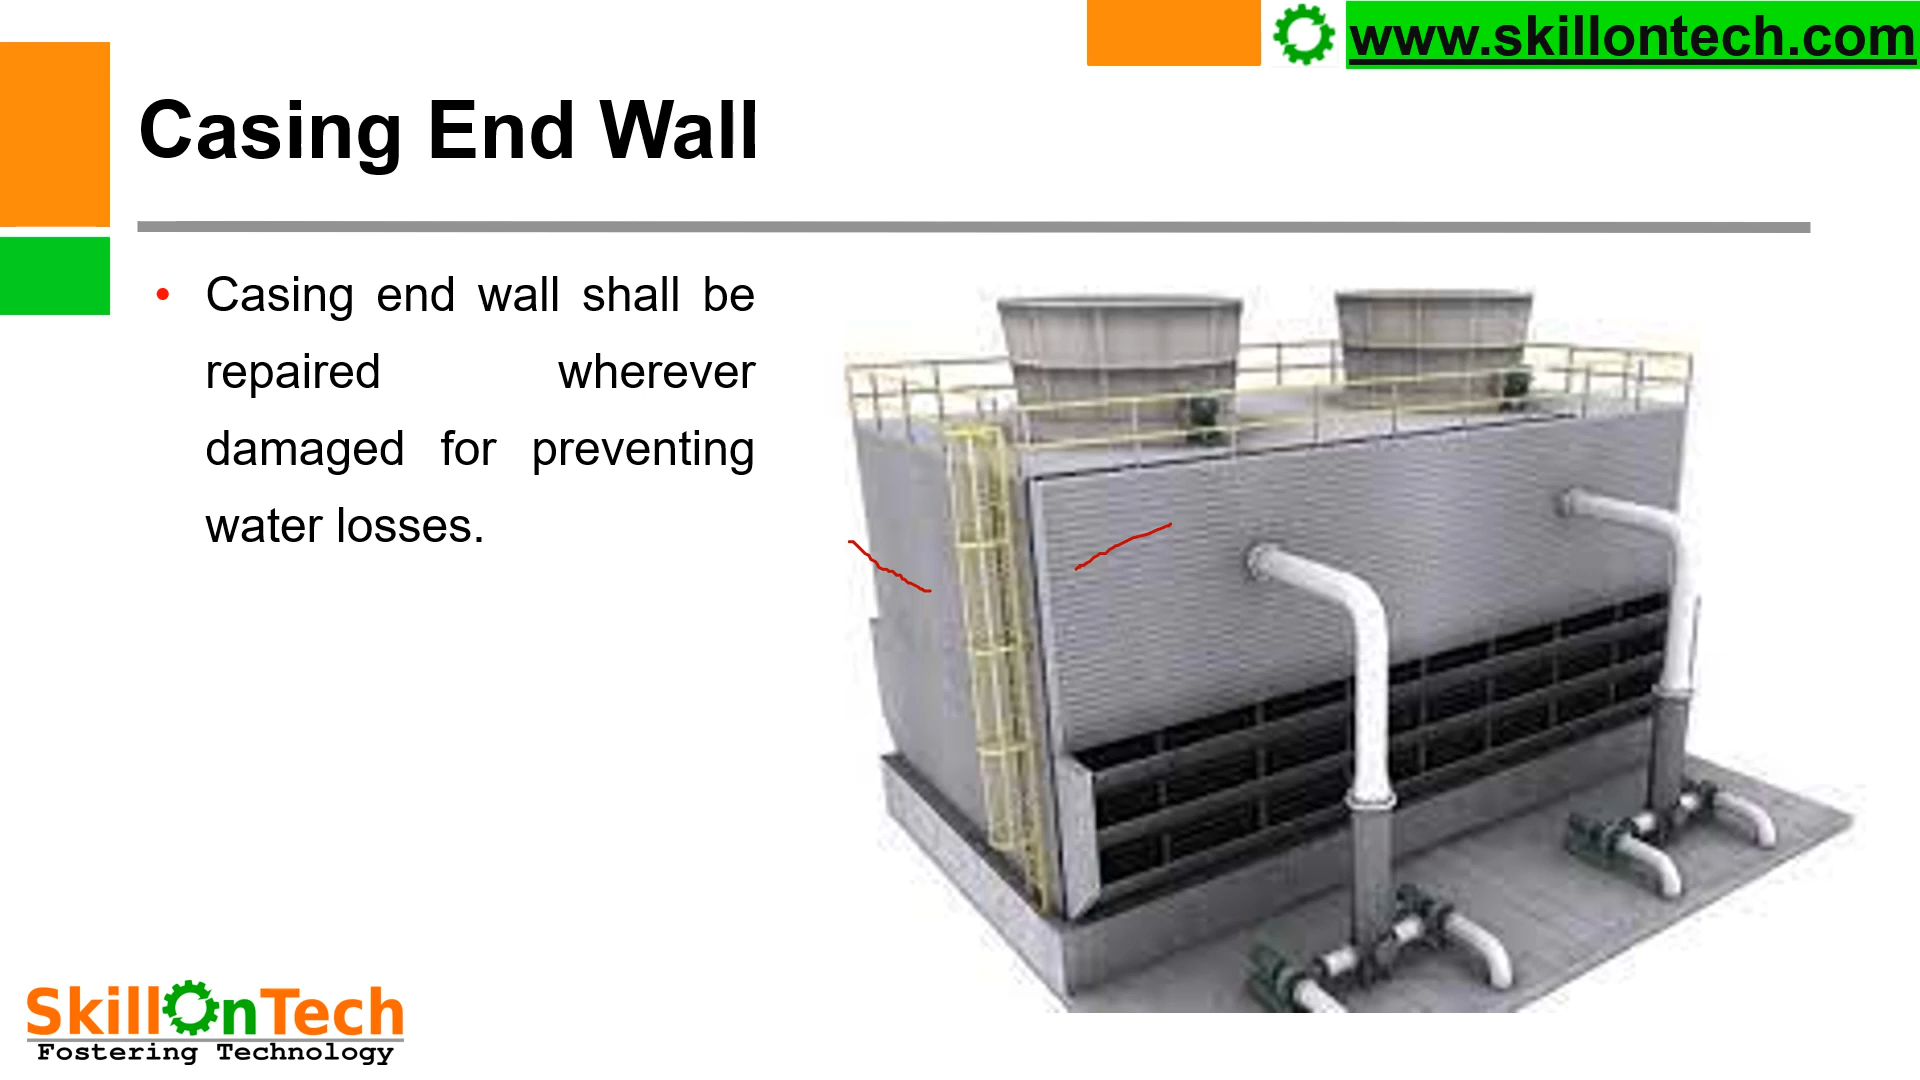 www.skillontech.com
Casing End Wall
• Casing end wall shall be
repaired wherever
damaged for preventing
water losses.
SkillOnTech
Fostering Technology